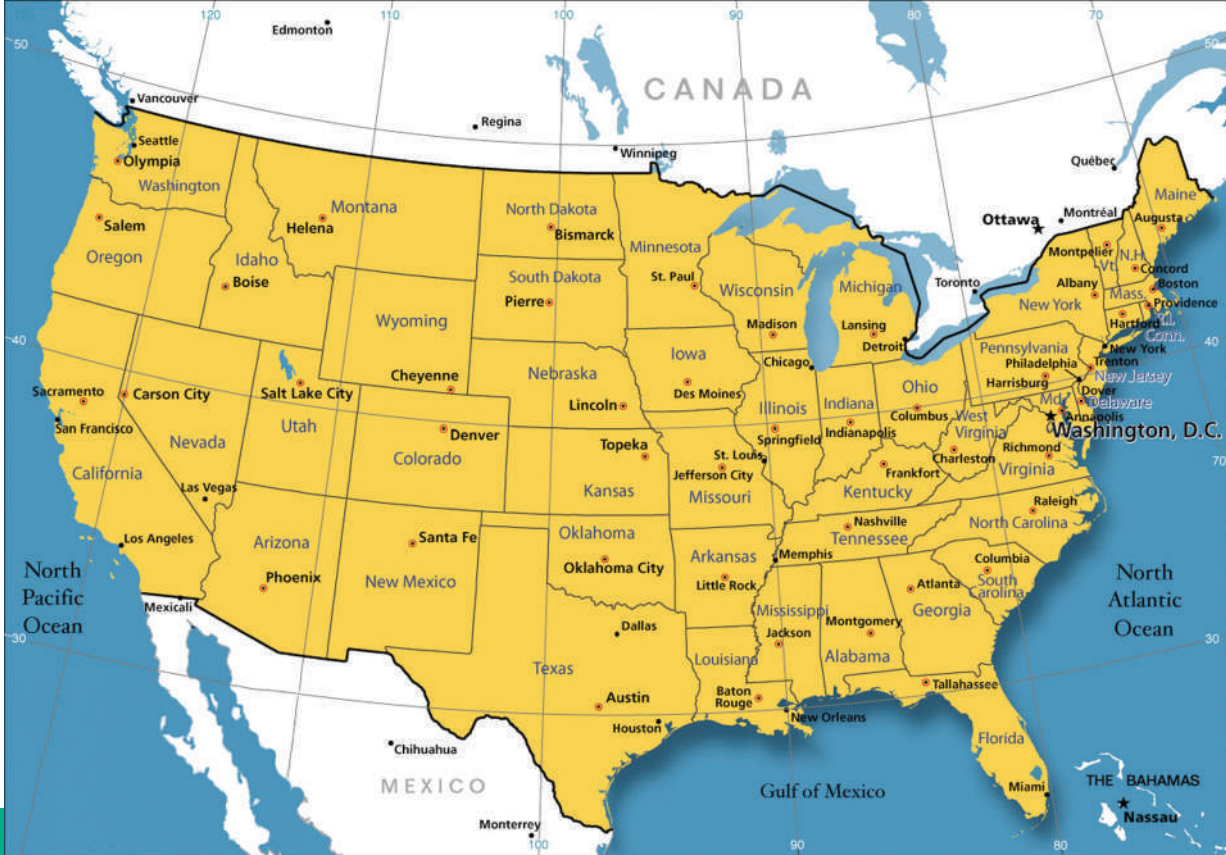 120
110
100
90
80
70
50
50
Edmonton
CANADA
Vancouver
Regina
Winnipeg
Québec
Seattle
Olympia
Washington
Montana
Helena
North Dakota
Bismarck
Minnesota
St. Paul
Ottawa
Montréal
Maine
Augusta
Salem
Oregon
Idaho
Boise
South Dakota
Pierre
Wisconsin
Madison
Michigan
Lansing
Detroit
Toronto
Montpelier
Vt.
N.H.
Concord
Albany
New York
Mass.
Boston
Providence
Hartford
R.I.
Conn.
Wyoming
Cheyenne
Nebraska
Lincoln
Iowa
Des Moines
Chicago
Pennsylvania
Philadelphia
Harrisburg
New York
Trenton
New Jersey
40
40
Sacramento
Carson City
San Francisco
Nevada
Salt Lake City
Utah
Denver
Colorado
Topeka
Kansas
Illinois
Springfield
Indiana
Indianapolis
Ohio
Columbus
West
Virginia
Charleston
Md.
Dover
Delaware
Annapolis
Washington, D.C.
Richmond
Virginia
70
California
Las Vegas
St. Louis
Jefferson City
Missouri
Frankfort
Kentucky
Raleigh
North Carolina
Los Angeles
Arizona
Phoenix
Santa Fe
New Mexico
Oklahoma
Oklahoma City
Arkansas
Little Rock
Memphis
Nashville
Tennessee
Columbia
South
Carolina
North
Pacific
Ocean
Mexicali
Atlanta
Georgia
North
Atlantic
Ocean
30
30
Dallas
Texas
Austin
Houston
Louisiana
Baton
Rouge
New Orleans
Mississippi
Jackson
Montgomery
Alabama
Tallahassee
Florida
Miami
Chihuahua
MEXICO
Monterrey
Gulf of Mexico
THE BAHAMAS
Nassau
100
90
80